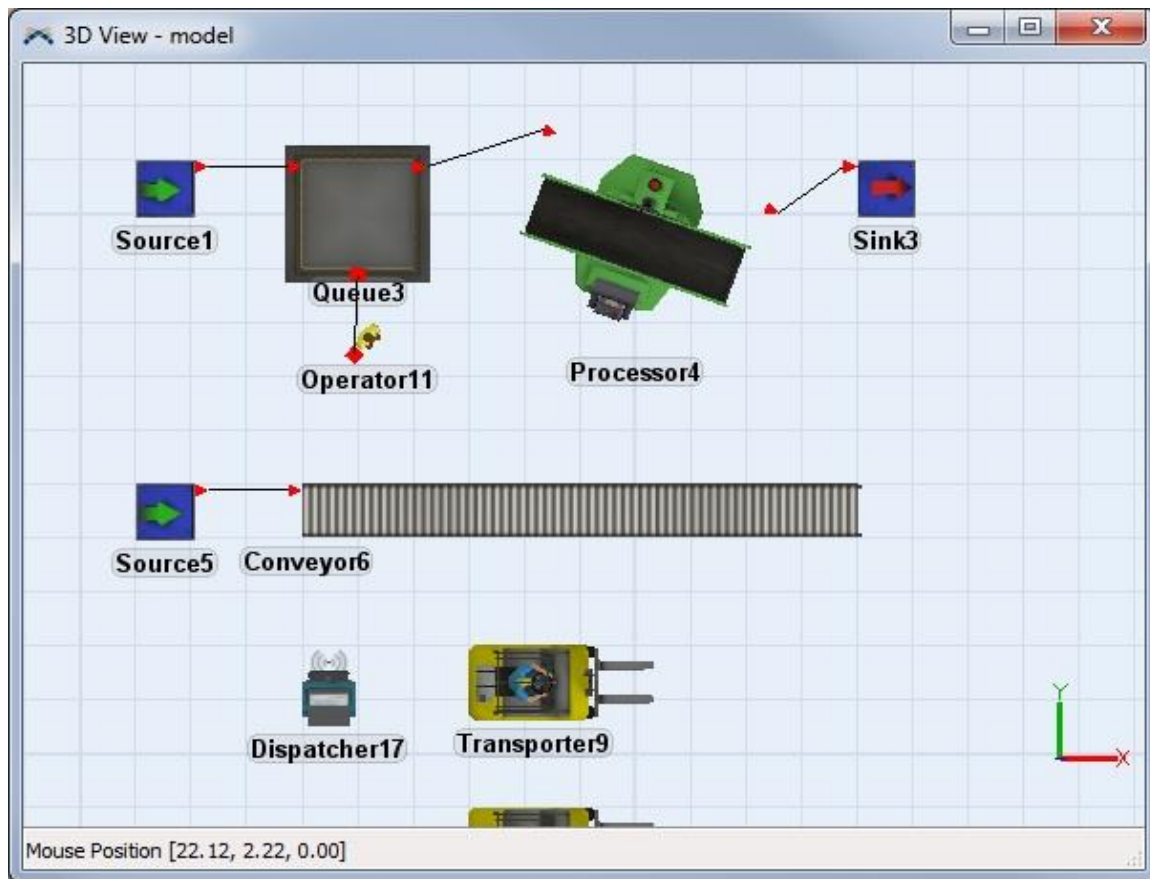 3D View - model
Source1
Queue3
Sink3
Operator11
Processor4
Source5
Conveyor6
Dispatcher17
Transporter9
Y
X
Mouse Position [22.12, 2.22, 0.00]